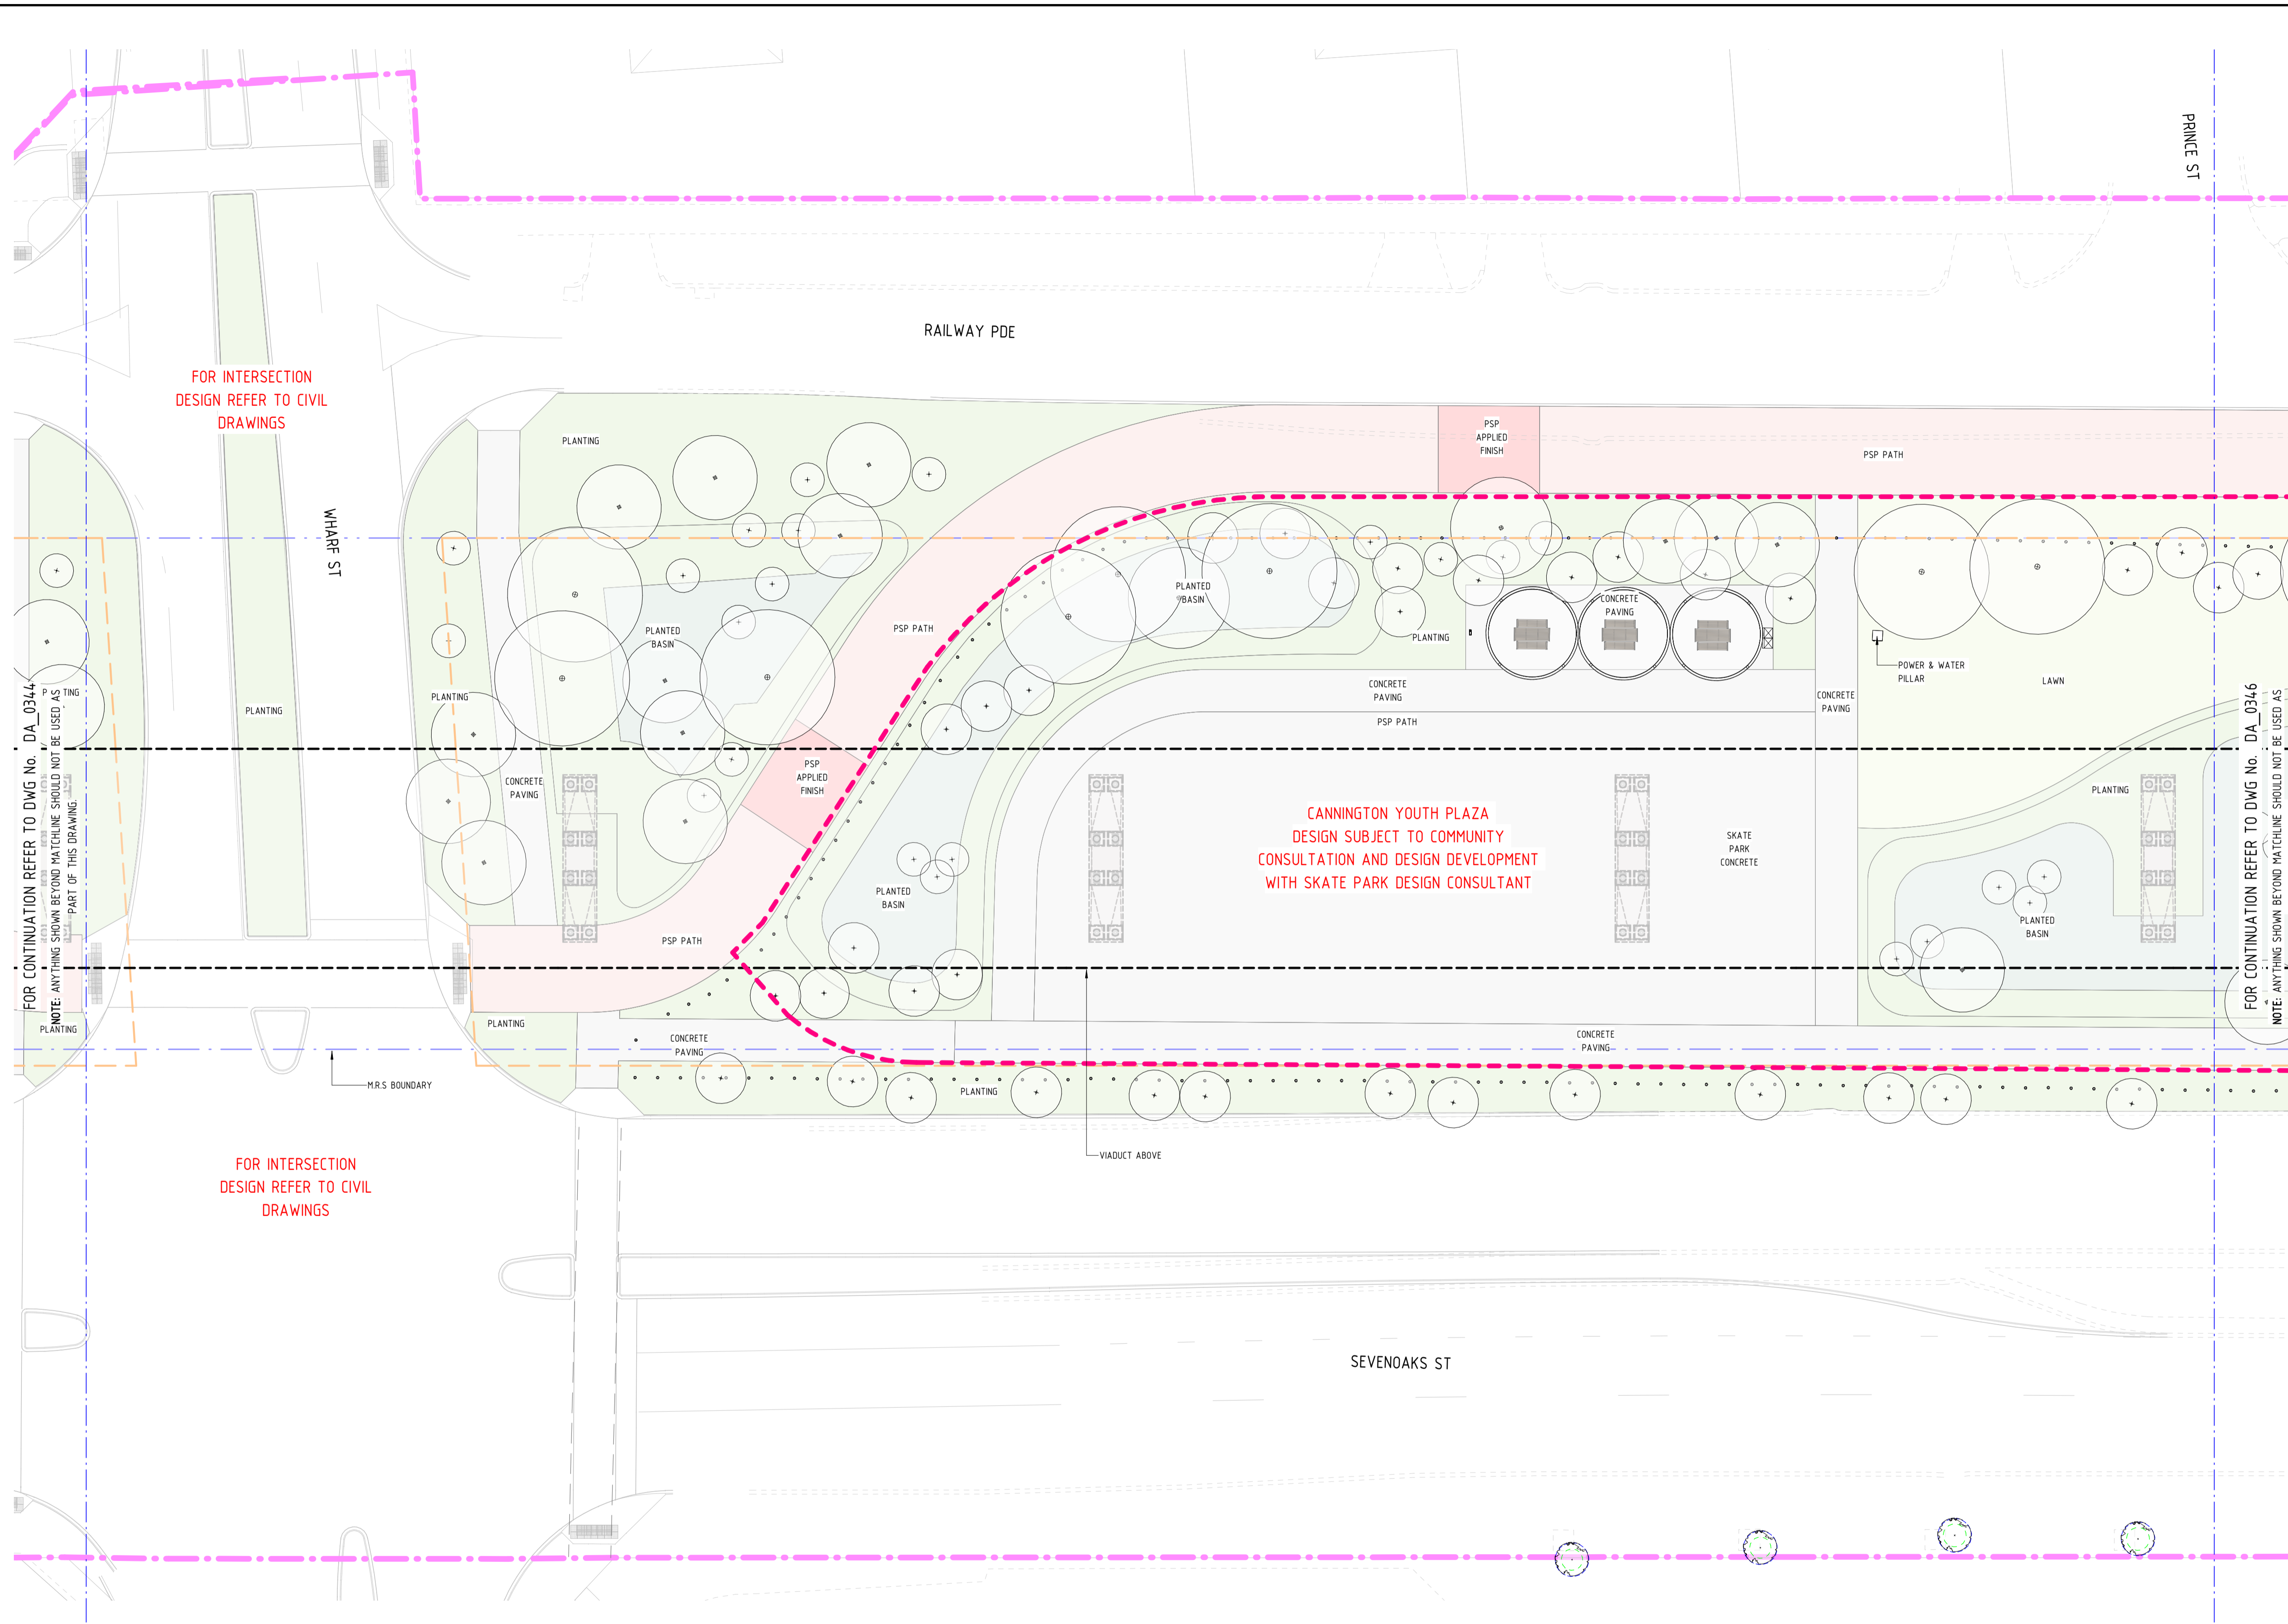 PRINCE ST
RAILWAY PDE
FOR INTERSECTION
DESIGN REFER TO CIVIL
DRAWINGS
WHARF ST
PLANTING
PSP
APPLIED
FINISH
PSP PATH
PLANTED
BASIN
CONCRETE
PAVING
PLANTED
BASIN
PSP PATH
PLANTING
POWER & WATER
PILLAR
LAWN
CONCRETE
PAVING
CONCRETE
PAVING
PSP PATH
PLANTING
PLANTING
CONCRETE
PAVING
PSP
APPLIED
FINISH
PLANTING
CANNINGTON YOUTH PLAZA
DESIGN SUBJECT TO COMMUNITY
CONSULTATION AND DESIGN DEVELOPMENT
WITH SKATE PARK DESIGN CONSULTANT
SKATE
PARK
CONCRETE
PLANTED
BASIN
PLANTED
BASIN
PSP PATH
PLANTING
PLANTING
CONCRETE
PAVING
CONCRETE
PAVING
M.R.S BOUNDARY
PLANTING
VIADUCT ABOVE
FOR INTERSECTION
DESIGN REFER TO CIVIL
DRAWINGS
SEVENOAKS ST
FOR CONTINUATION REFER TO DWG No. DA_0344
NOTE: ANYTHING SHOWN BEYOND MATCHLINE SHOULD NOT BE USED AS
PART OF THIS DRAWING.
FOR CONTINUATION REFER TO DWG No. DA_0346
NOTE: ANYTHING SHOWN BEYOND MATCHLINE SHOULD NOT BE USED AS